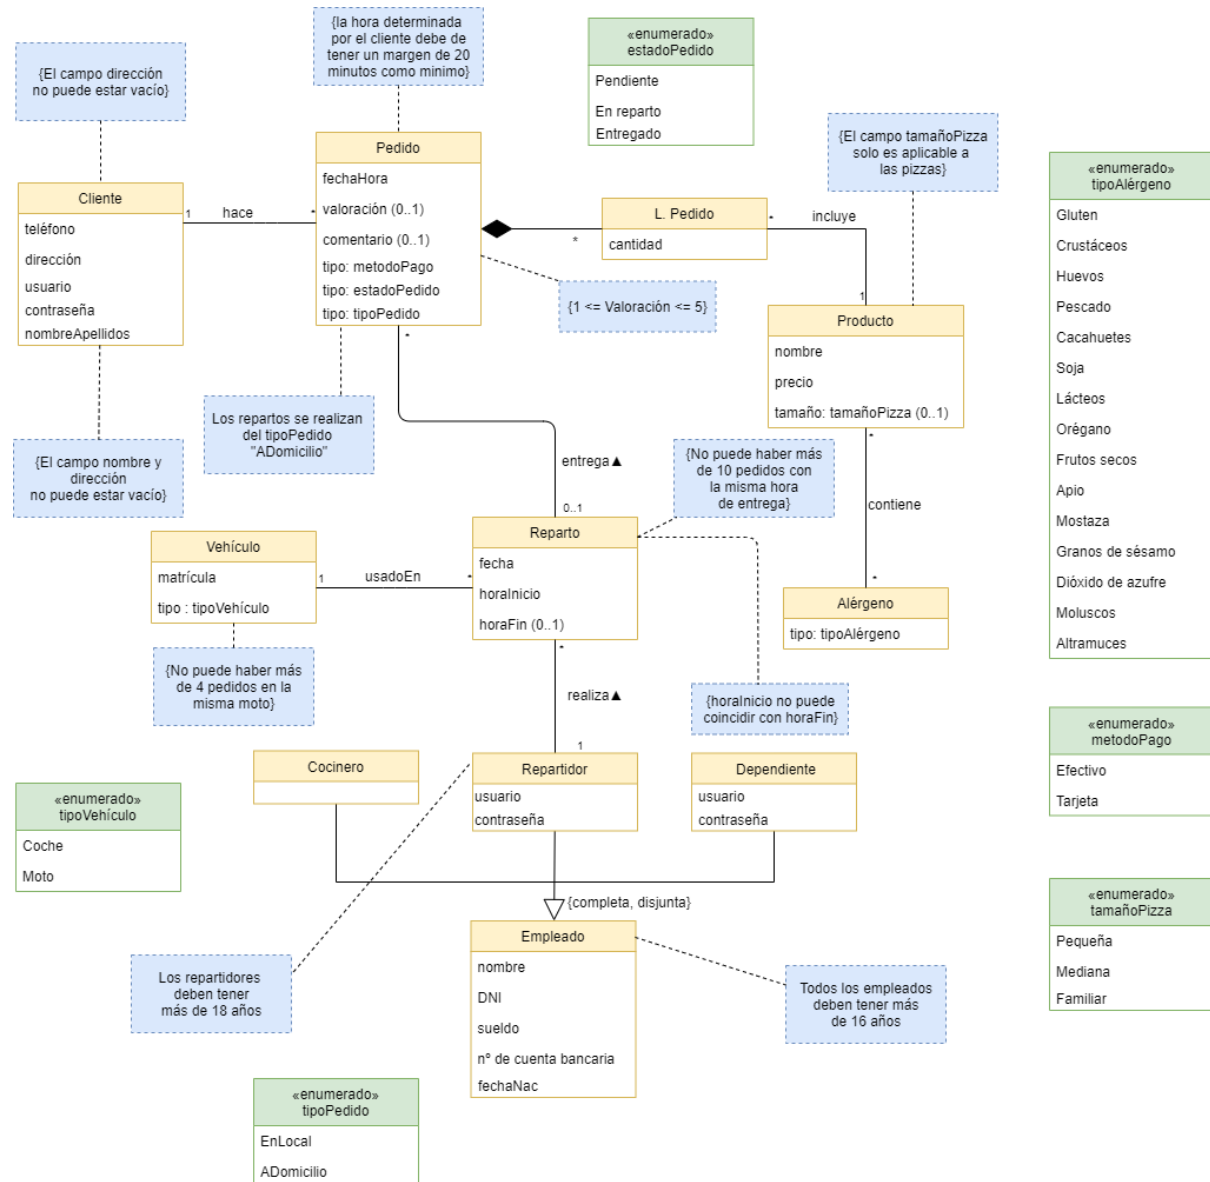 {la hora determinada
por el cliente debe de
tener un margen de 20
minutos como minimo}
«enumerado»
estadoPedido
Pendiente
En reparto
Entregado
{El campo dirección
no puede estar vacío}
{El campo tamañoPizza
solo es aplicable a
las pizzas}
«enumerado»
tipoAlérgeno
Gluten
Crustáceos
Huevos
Pescado
Cacahuetes
Soja
Lácteos
Orégano
Frutos secos
Apio
Mostaza
Granos de sésamo
Dióxido de azufre
Moluscos
Altramuces
Cliente
teléfono
dirección
usuario
contraseña
nombreApellidos
1
hace
*
Pedido
fechaHora
valoración (0..1)
comentario (0..1)
tipo: metodoPago
tipo: estadoPedido
tipo: tipoPedido
*
*
L. Pedido
cantidad
*
incluye
1
{1 <= Valoración <= 5}
Producto
nombre
precio
tamaño: tamañoPizza (0..1)
*
contiene
*
Los repartos se realizan
del tipoPedido
"ADomicilio"
{El campo nombre y
dirección
no puede estar vacío}
entrega▲
0..1
{No puede haber más
de 10 pedidos con
la misma hora
de entrega}
Vehículo
matrícula
tipo : tipoVehículo
1
usadoEn
*
Reparto
fecha
horaInicio
horaFin (0..1)
*
Alérgeno
tipo: tipoAlérgeno
{No puede haber más
de 4 pedidos en la
misma moto}
realiza▲
1
{horaInicio no puede
coincidir con horaFin}
«enumerado»
metodoPago
Efectivo
Tarjeta
Cocinero
Repartidor
usuario
contraseña
Dependiente
usuario
contraseña
«enumerado»
tipoVehículo
Coche
Moto
{completa, disjunta}
«enumerado»
tamañoPizza
Pequeña
Mediana
Familiar
Empleado
nombre
DNI
sueldo
nº de cuenta bancaria
fechaNac
Los repartidores
deben tener
más de 18 años
Todos los empleados
deben tener más
de 16 años
«enumerado»
tipoPedido
EnLocal
ADomicilio